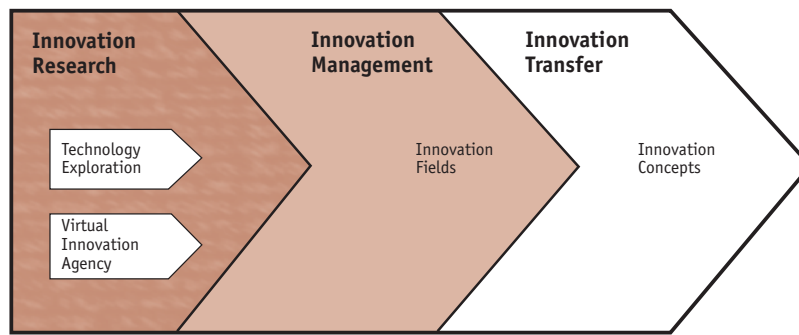 Innovation
Research
Innovation
Management
Innovation
Transfer
Technology
Exploration
Virtual
Innovation
Agency
Innovation
Fields
Innovation
Concepts